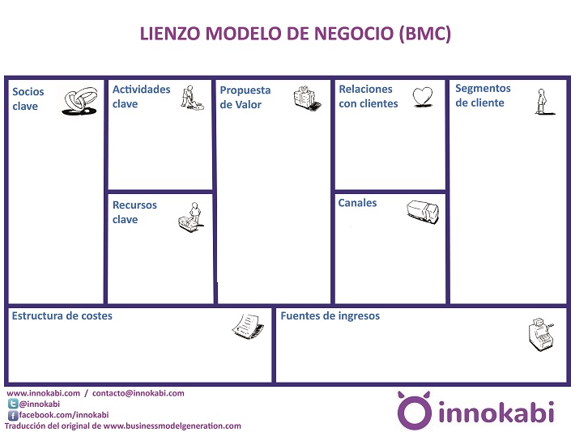 LIENZO MODELO DE NEGOCIO (BMC)
Socios
clave
Actividades
clave
Propuesta
de Valor
Relaciones
con clientes
Segmentos
de cliente
Recursos
clave
Canales
Estructura de costes
Fuentes de ingresos
www.innokabi.com / contacto@innokabi.com
@innokabi
facebook.com/innokabi
Traducción del original de www.businessmodelgeneration.com
innokabi